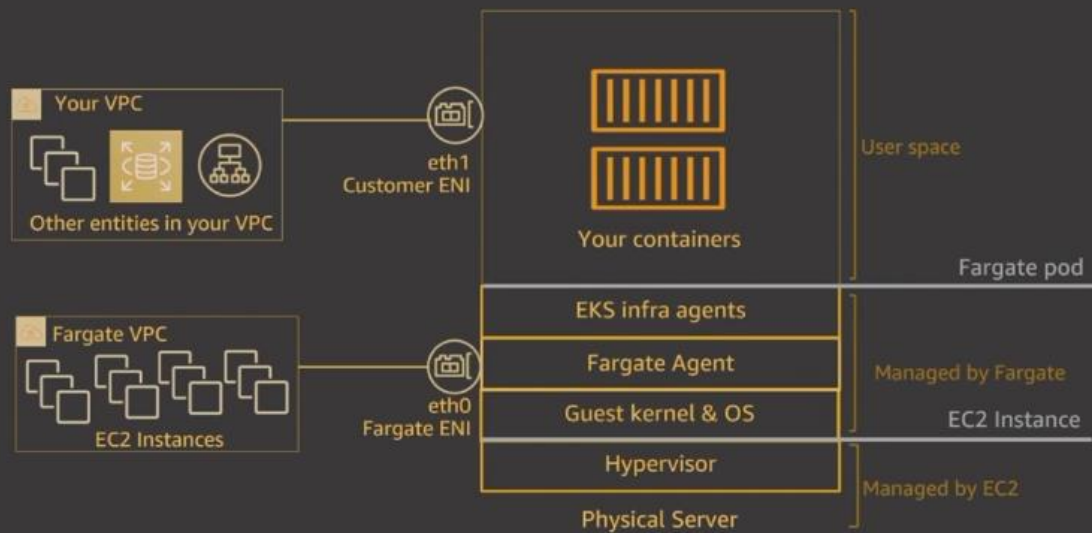 Your VPC
Other entities in your VPC
eth1
Customer ENI
Your containers
User space
Fargate pod
Fargate VPC
EC2 Instances
eth0
Fargate ENI
EKS infra agents
Fargate Agent
Guest kernel & OS
Managed by Fargate
EC2 Instance
Hypervisor
Managed by EC2
Physical Server